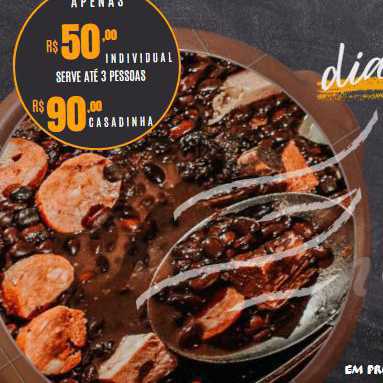 APENAS
R$50,00
INDIVIDUAL
SERVE ATÉ 3 PESSOAS
R$90,00
CASADINHA
dia
EM PR